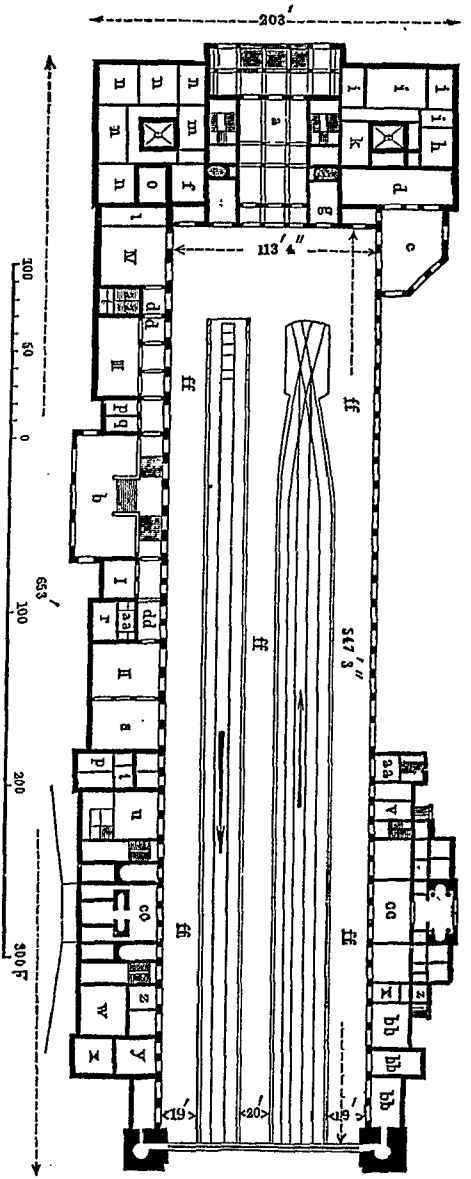 203'
n n n i i i
i
a
n m k h
n o f g d
l
113' 4"
c
IV
d
d
III
ff ff
p q
100
50
0
100
200
300 F
b
653'
I
547' 3"
r aa dd
ff
II
u
p t
aa
v
u
cc cc
ff ff
z x z
w bb
x y bb
bb
19' 20' 19'